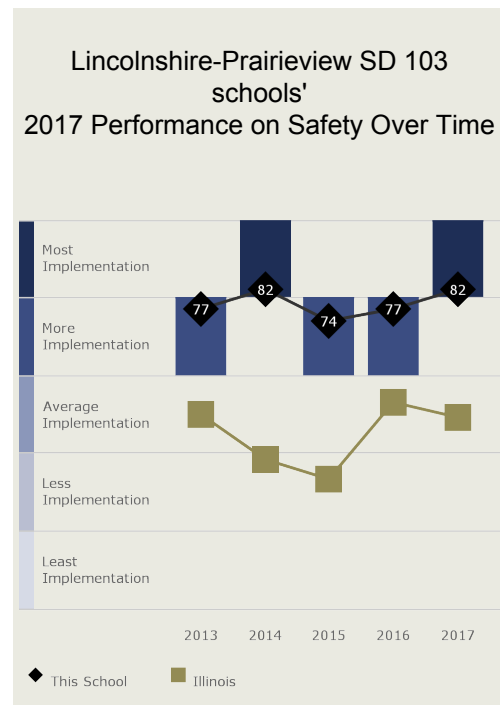 Lincolnshire-Prairieview SD 103
schools'
2017 Performance on Safety Over Time
Most
Implementation
82
82
More
Implementation
77
74
77
Average
Implementation
Less
Implementation
Least
Implementation
2013 2014 2015 2016 2017
This School Illinois